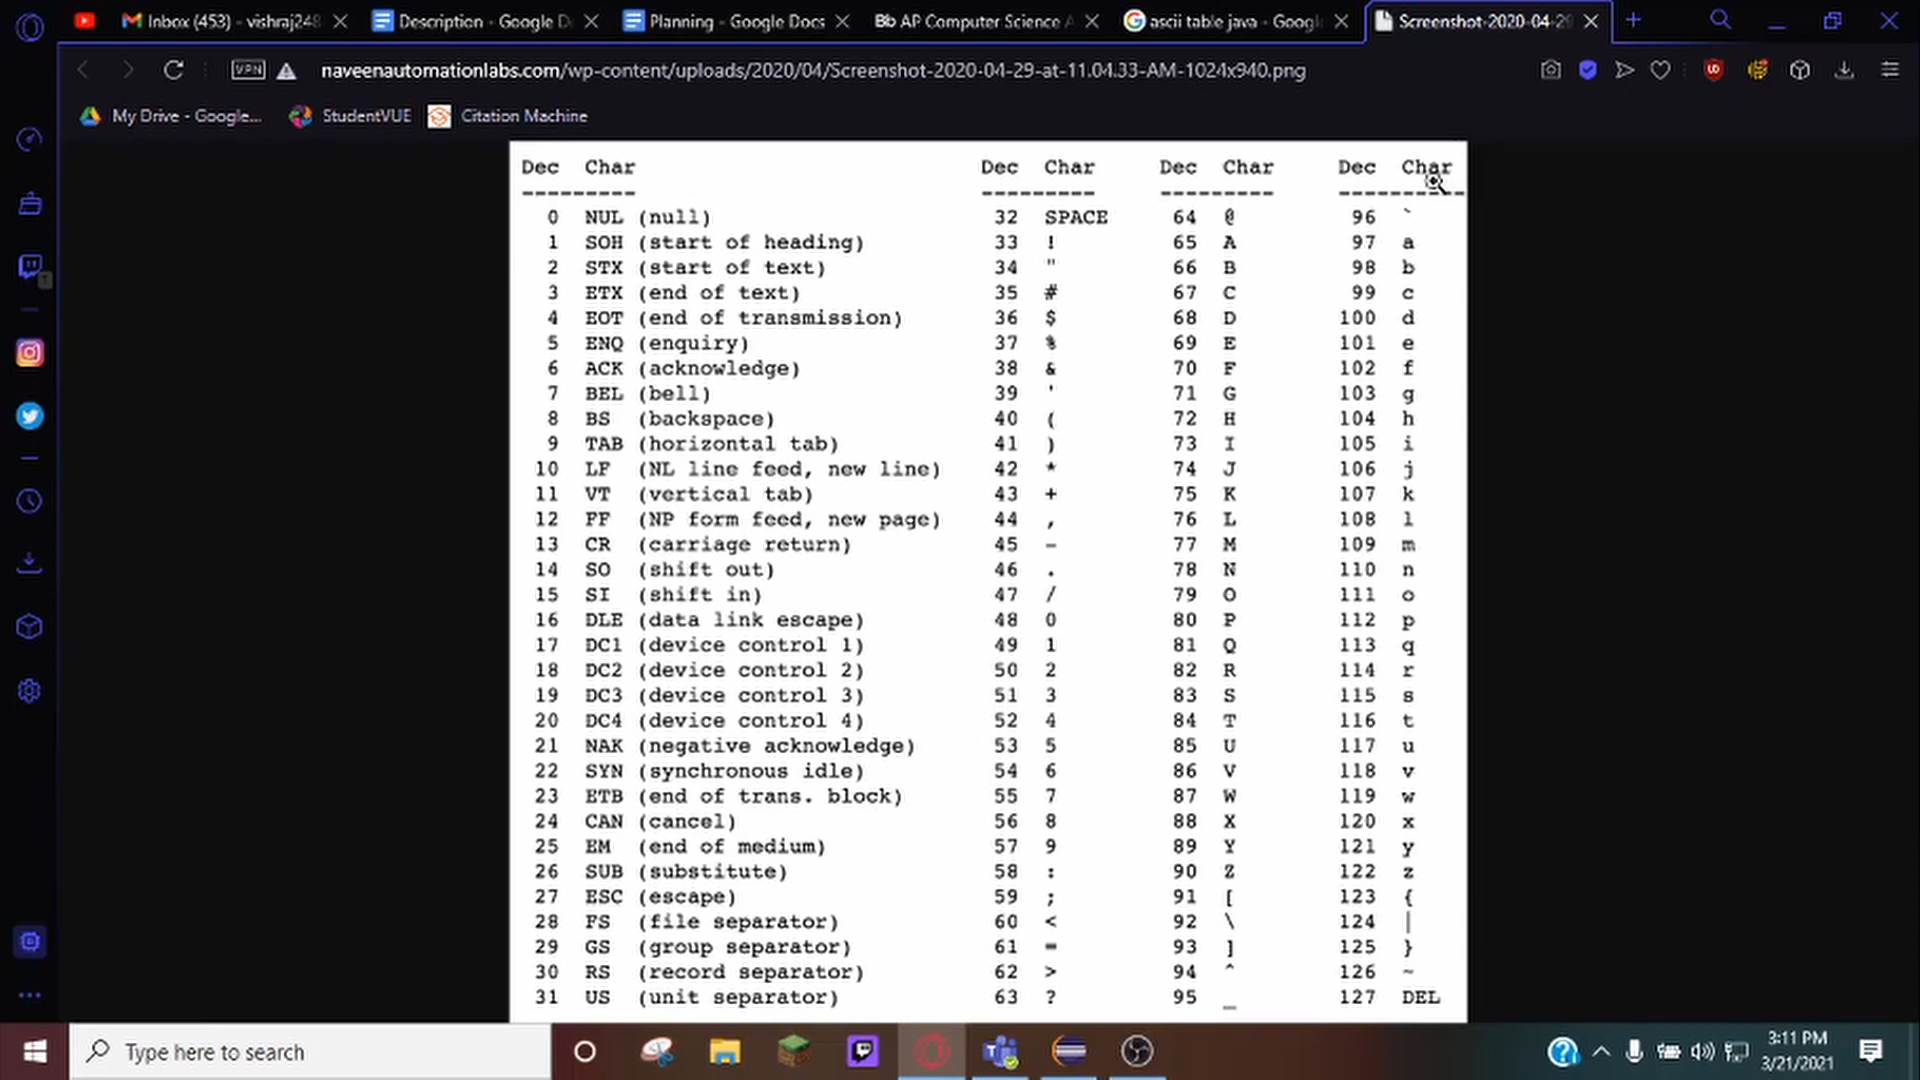 Inbox (453) - vishraj248
Description - Google D
Planning - Google Docs
Bb AP Computer Science A
ascii table java - Google
Screenshot-2020-04-29
VPN
naveenautomationlabs.com/wp-content/uploads/2020/04/Screenshot-2020-04-29-at-11.04.33-AM-1024x940.png
My Drive - Google...
StudentVUE
Citation Machine
Dec Char Dec Char Dec Char Dec Char
--------- --------- --------- ----------
0 NUL (null) 32 SPACE 64 @ 96 `
1 SOH (start of heading) 33 ! 65 A 97 a
2 STX (start of text) 34 " 66 B 98 b
3 ETX (end of text) 35 # 67 C 99 c
4 EOT (end of transmission) 36 $ 68 D 100 d
5 ENQ (enquiry) 37 % 69 E 101 e
6 ACK (acknowledge) 38 & 70 F 102 f
7 BEL (bell) 39 ' 71 G 103 g
8 BS (backspace) 40 ( 72 H 104 h
9 TAB (horizontal tab) 41 ) 73 I 105 i
10 LF (NL line feed, new line) 42 * 74 J 106 j
11 VT (vertical tab) 43 + 75 K 107 k
12 FF (NP form feed, new page) 44 , 76 L 108 l
13 CR (carriage return) 45 - 77 M 109 m
14 SO (shift out) 46 . 78 N 110 n
15 SI (shift in) 47 / 79 O 111 o
16 DLE (data link escape) 48 0 80 P 112 p
17 DC1 (device control 1) 49 1 81 Q 113 q
18 DC2 (device control 2) 50 2 82 R 114 r
19 DC3 (device control 3) 51 3 83 S 115 s
20 DC4 (device control 4) 52 4 84 T 116 t
21 NAK (negative acknowledge) 53 5 85 U 117 u
22 SYN (synchronous idle) 54 6 86 V 118 v
23 ETB (end of trans. block) 55 7 87 W 119 w
24 CAN (cancel) 56 8 88 X 120 x
25 EM (end of medium) 57 9 89 Y 121 y
26 SUB (substitute) 58 : 90 Z 122 z
27 ESC (escape) 59 ; 91 [ 123 {
28 FS (file separator) 60 < 92 \ 124 |
29 GS (group separator) 61 = 93 ] 125 }
30 RS (record separator) 62 > 94 ^ 126 ~
31 US (unit separator) 63 ? 95 _ 127 DEL
Type here to search
3:11 PM
3/21/2021